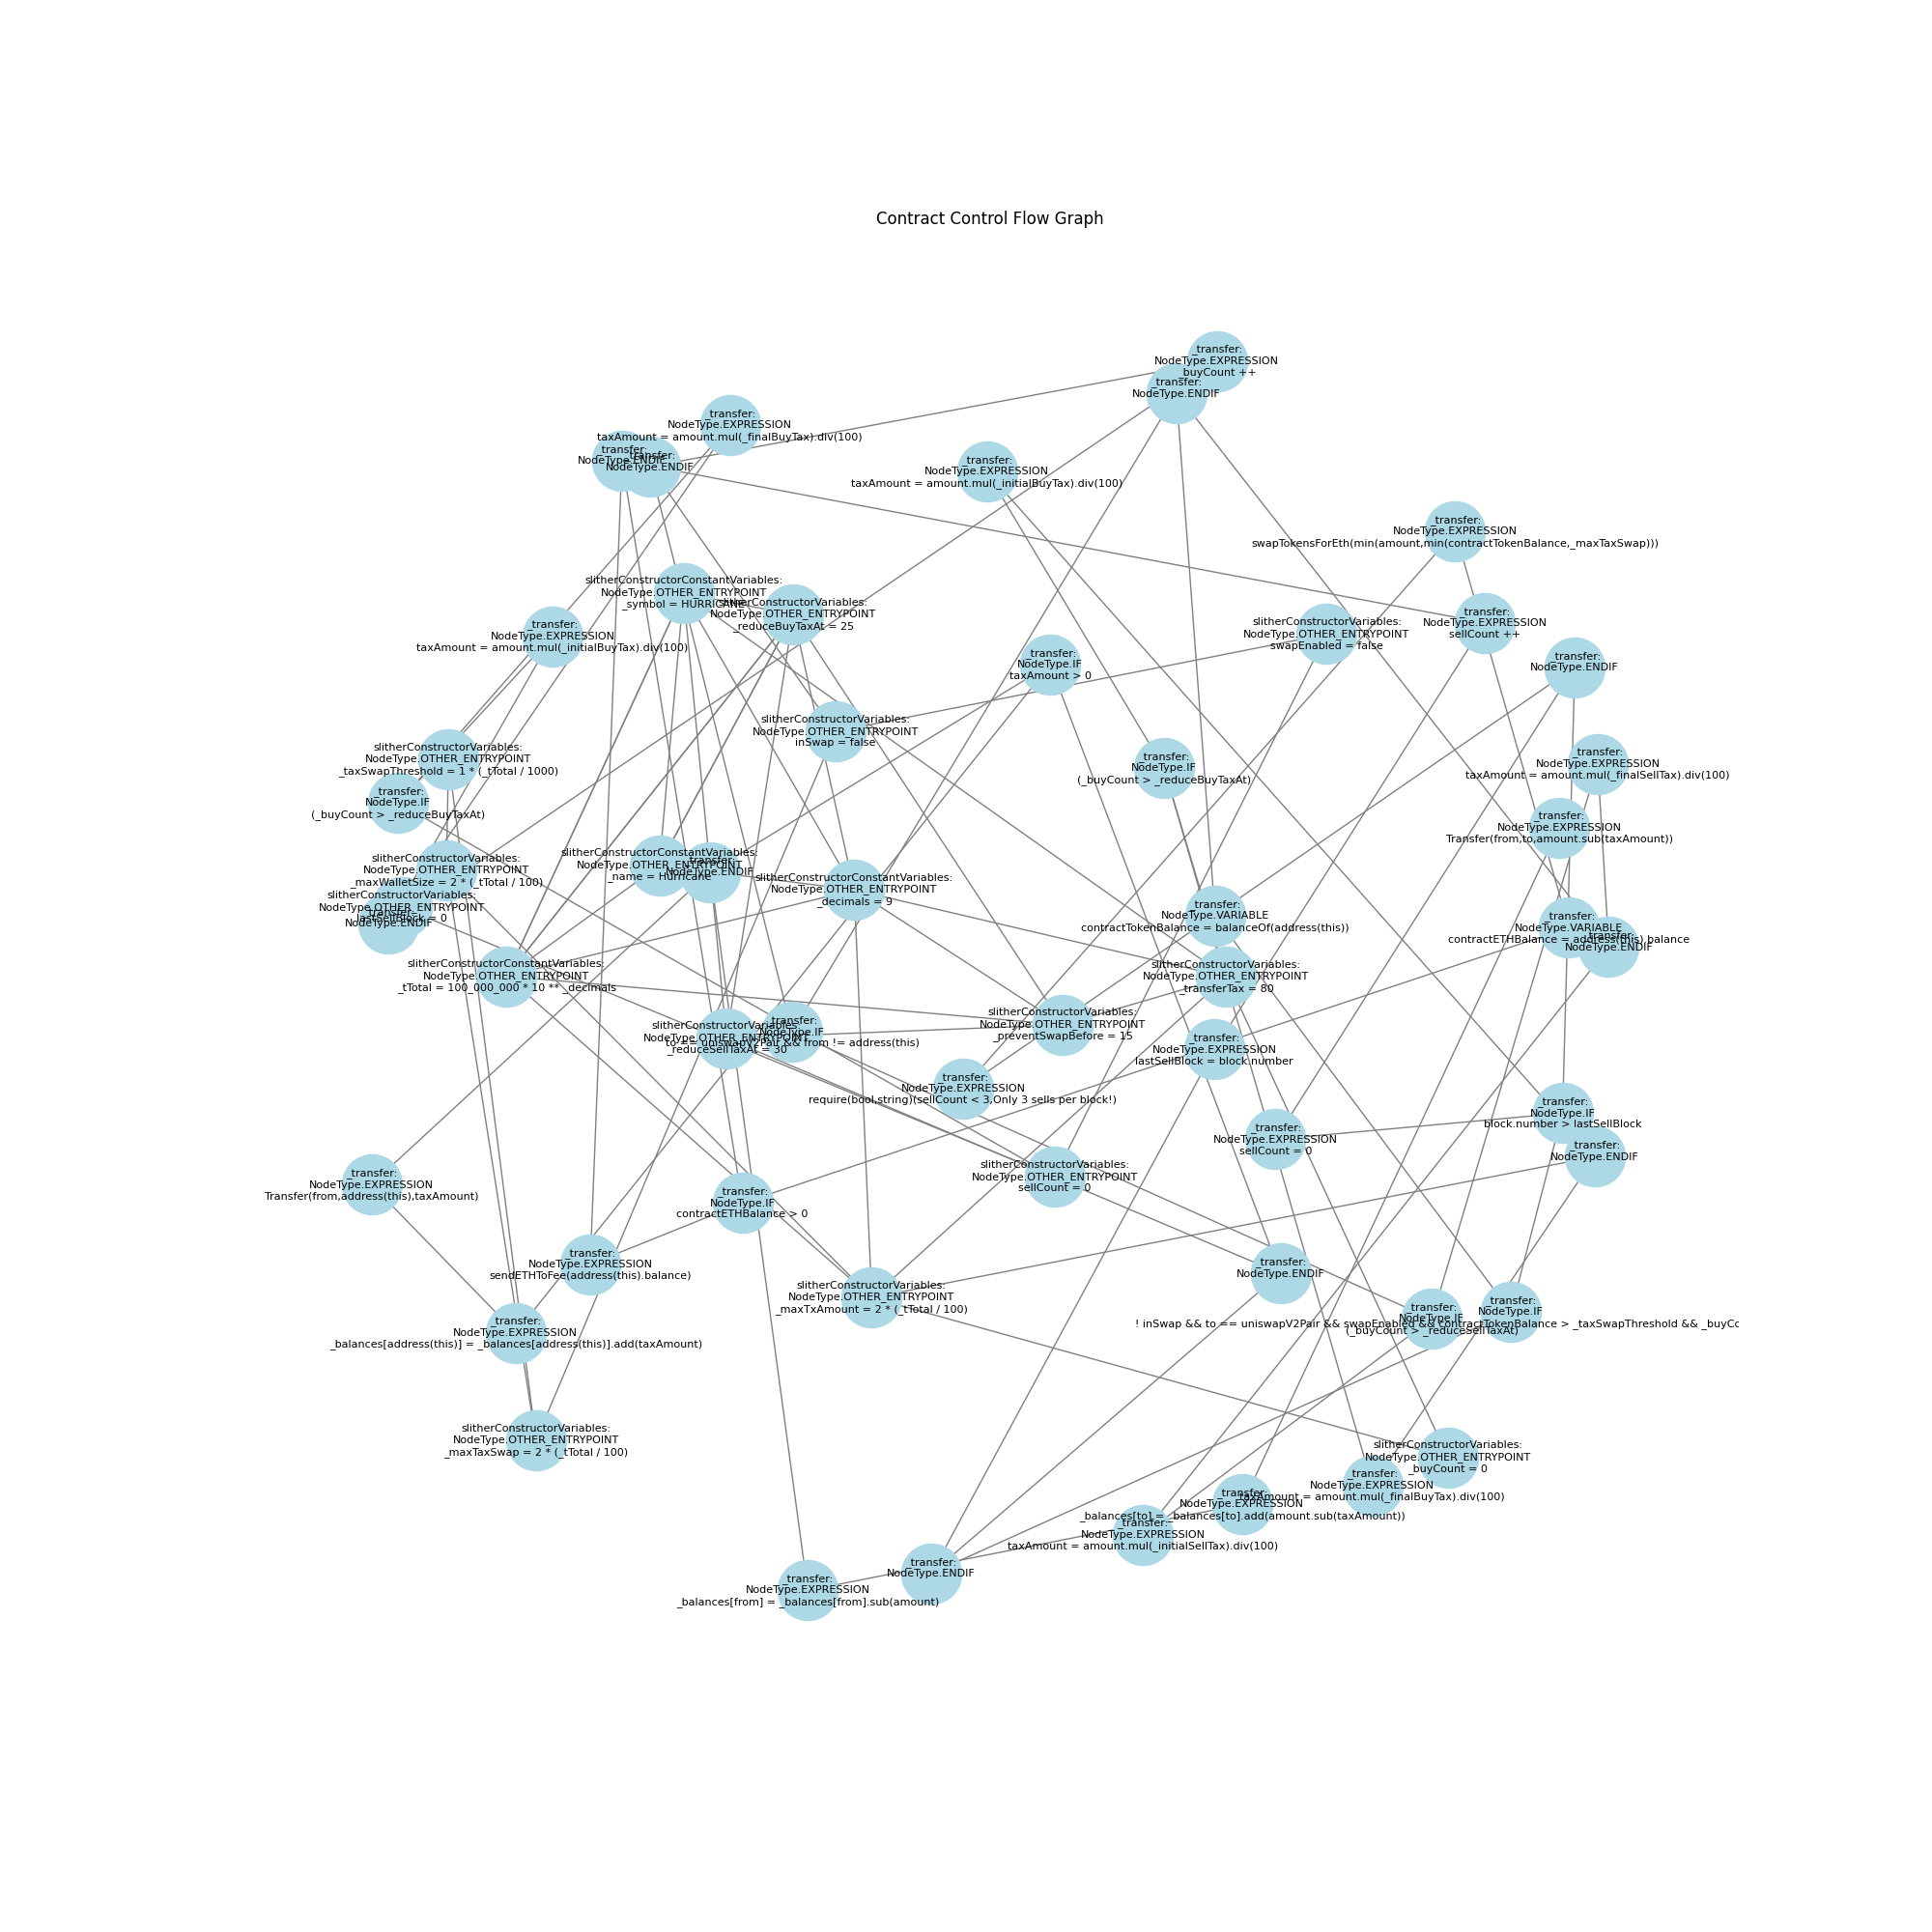 Contract Control Flow Graph
_transfer:
NodeType.EXPRESSION
_buyCount ++
_transfer:
NodeType.ENDIF
_transfer:
NodeType.EXPRESSION
taxAmount = amount.mul(_finalBuyTax).div(100)
_transfer:
NodeType.ENDIF
_transfer:
NodeType.ENDIF
_transfer:
NodeType.EXPRESSION
taxAmount = amount.mul(_initialBuyTax).div(100)
_transfer:
NodeType.EXPRESSION
swapTokensForEth(min(amount,min(contractTokenBalance,_maxTaxSwap)))
slitherConstructorConstantVariables:
NodeType.OTHER_ENTRYPOINT
_symbol = HURRICANE
slitherConstructorVariables:
NodeType.OTHER_ENTRYPOINT
_reduceBuyTaxAt = 25
_transfer:
NodeType.EXPRESSION
sellCount ++
slitherConstructorVariables:
NodeType.OTHER_ENTRYPOINT
swapEnabled = false
_transfer:
NodeType.EXPRESSION
taxAmount = amount.mul(_initialBuyTax).div(100)
_transfer:
NodeType.IF
taxAmount > 0
_transfer:
NodeType.ENDIF
slitherConstructorVariables:
NodeType.OTHER_ENTRYPOINT
inSwap = false
slitherConstructorVariables:
NodeType.OTHER_ENTRYPOINT
_taxSwapThreshold = 1 * (_tTotal / 1000)
_transfer:
NodeType.IF
(_buyCount > _reduceBuyTaxAt)
_transfer:
NodeType.EXPRESSION
taxAmount = amount.mul(_finalSellTax).div(100)
_transfer:
NodeType.IF
(_buyCount > _reduceBuyTaxAt)
_transfer:
NodeType.EXPRESSION
Transfer(from,to,amount.sub(taxAmount))
slitherConstructorVariables:
NodeType.OTHER_ENTRYPOINT
_maxWalletSize = 2 * (_tTotal / 100)
slitherConstructorConstantVariables:
NodeType.OTHER_ENTRYPOINT
_name = Hurricane
_transfer:
NodeType.ENDIF
slitherConstructorConstantVariables:
NodeType.OTHER_ENTRYPOINT
_decimals = 9
slitherConstructorVariables:
NodeType.OTHER_ENTRYPOINT
lastSellBlock = 0
_transfer:
NodeType.ENDIF
_transfer:
NodeType.VARIABLE
contractTokenBalance = balanceOf(address(this))
_transfer:
NodeType.VARIABLE
contractETHBalance = address(this).balance
_transfer:
NodeType.ENDIF
slitherConstructorConstantVariables:
NodeType.OTHER_ENTRYPOINT
_tTotal = 100_000_000 * 10 ** _decimals
slitherConstructorVariables:
NodeType.OTHER_ENTRYPOINT
_transferTax = 80
slitherConstructorVariables:
NodeType.OTHER_ENTRYPOINT
_preventSwapBefore = 15
slitherConstructorVariables:
NodeType.OTHER_ENTRYPOINT
_reduceSellTaxAt = 30
_transfer:
NodeType.IF
to == uniswapV2Pair && from != address(this)
_transfer:
NodeType.EXPRESSION
lastSellBlock = block.number
_transfer:
NodeType.EXPRESSION
require(bool,string)(sellCount < 3,Only 3 sells per block!)
_transfer:
NodeType.IF
block.number > lastSellBlock
_transfer:
NodeType.EXPRESSION
sellCount = 0
_transfer:
NodeType.ENDIF
slitherConstructorVariables:
NodeType.OTHER_ENTRYPOINT
sellCount = 0
_transfer:
NodeType.EXPRESSION
Transfer(from,address(this),taxAmount)
_transfer:
NodeType.IF
contractETHBalance > 0
_transfer:
NodeType.EXPRESSION
sendETHToFee(address(this).balance)
_transfer:
NodeType.ENDIF
slitherConstructorVariables:
NodeType.OTHER_ENTRYPOINT
_maxTxAmount = 2 * (_tTotal / 100)
_transfer:
NodeType.IF
! inSwap && to == uniswapV2Pair && swapEnabled && contractTokenBalance > _taxSwapThreshold && _buyCo
_transfer:
NodeType.IF
(_buyCount > _reduceSellTaxAt)
_transfer:
NodeType.EXPRESSION
_balances[address(this)] = _balances[address(this)].add(taxAmount)
slitherConstructorVariables:
NodeType.OTHER_ENTRYPOINT
_maxTaxSwap = 2 * (_tTotal / 100)
slitherConstructorVariables:
NodeType.OTHER_ENTRYPOINT
_buyCount = 0
_transfer:
NodeType.EXPRESSION
taxAmount = amount.mul(_finalBuyTax).div(100)
_transfer:
NodeType.EXPRESSION
_balances[to] = _balances[to].add(amount.sub(taxAmount))
_transfer:
NodeType.EXPRESSION
taxAmount = amount.mul(_initialSellTax).div(100)
_transfer:
NodeType.ENDIF
_transfer:
NodeType.EXPRESSION
_balances[from] = _balances[from].sub(amount)